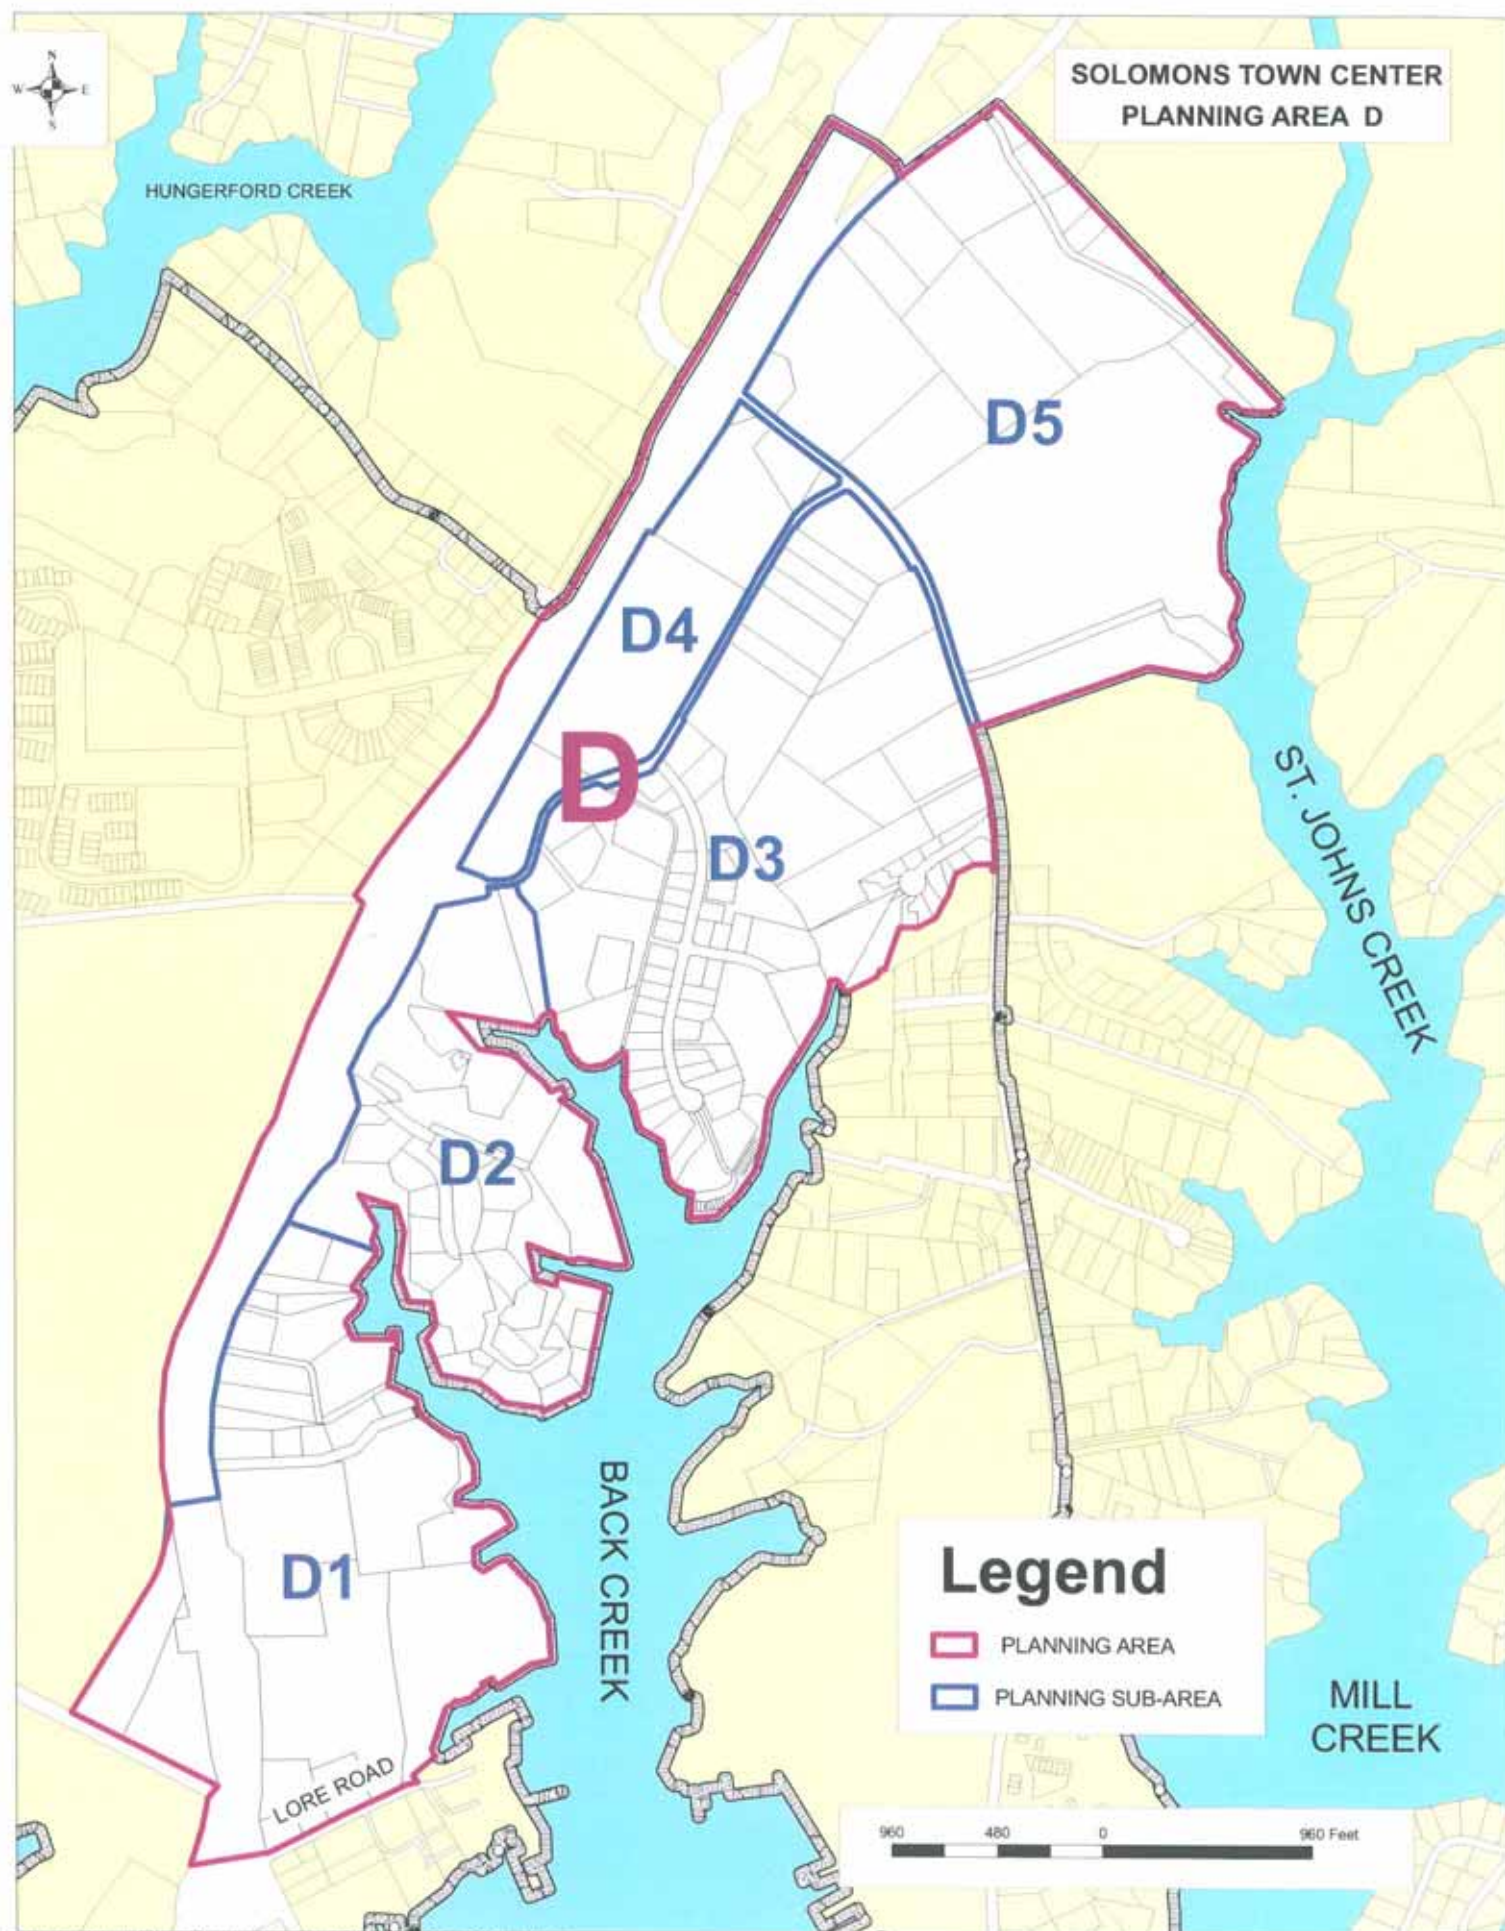 N
W E
S
SOLOMONS TOWN CENTER
PLANNING AREA D
HUNGERFORD CREEK
D5
D4
D
D3
ST. JOHNS CREEK
D2
BACK CREEK
D1
LORE ROAD
Legend
PLANNING AREA
PLANNING SUB-AREA
MILL
CREEK
960 480 0 960 Feet